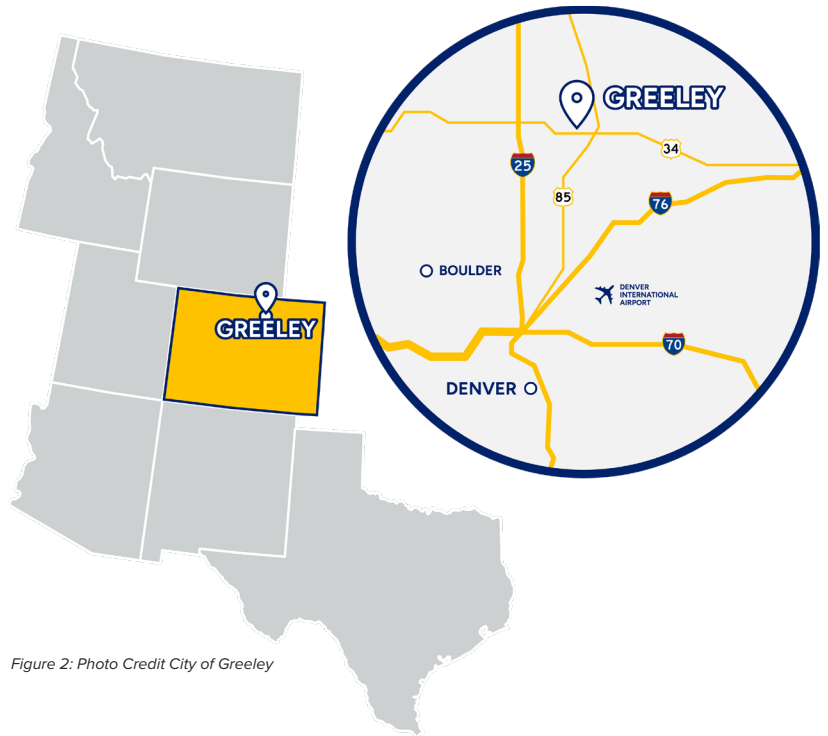 GREELEY
GREELEY
34
25
85
76
BOULDER
DENVER
INTERNATIONAL
AIRPORT
70
DENVER
Figure 2: Photo Credit City of Greeley